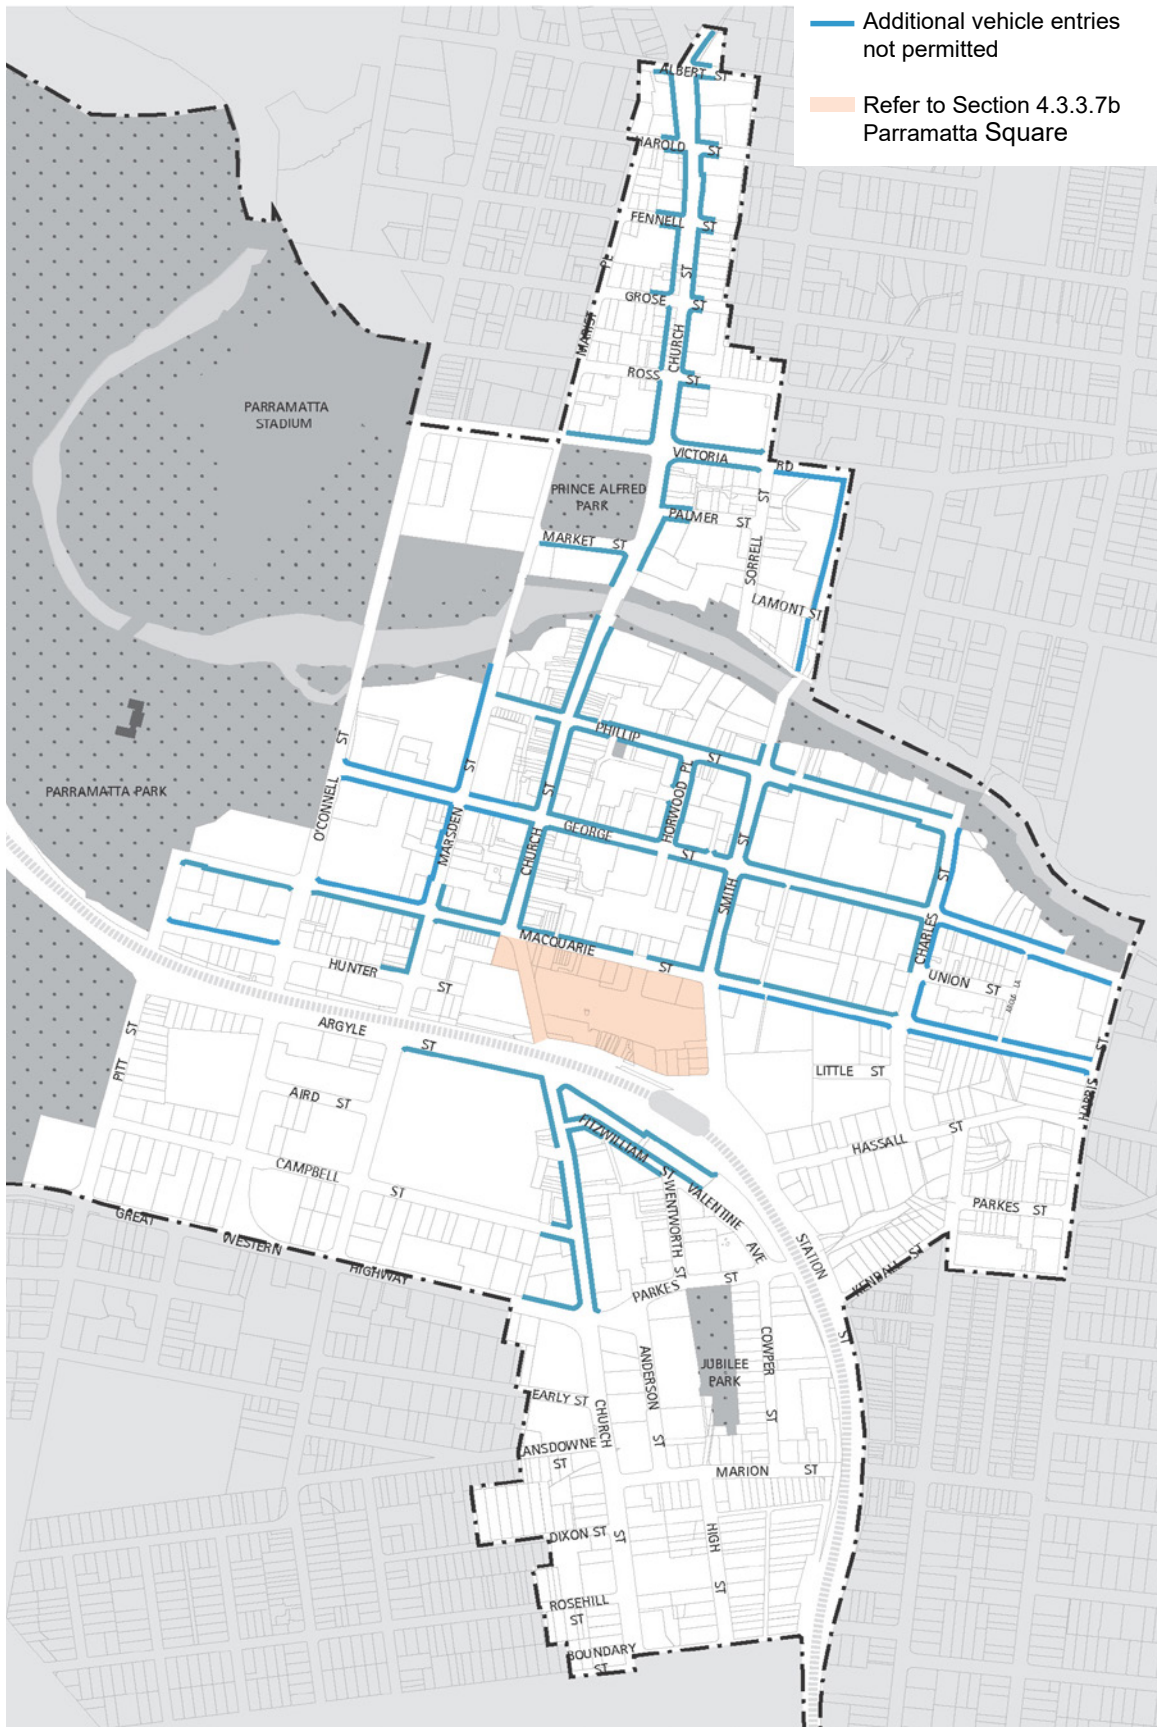 Additional vehicle entries
not permitted
Refer to Section 4.3.3.7b
Parramatta Square
ALBERT ST
HAROLD ST
FENNELL ST
MARIST PL
GROSE ST
CHURCH ST
ROSS ST
PARRAMATTA
STADIUM
VICTORIA RD
PRINCE ALFRED
PARK
PALMER ST
SORRELL ST
MARKET ST
LAMONT ST
PHILLIP ST
O'CONNELL ST
PARRAMATTA PARK
MARSDEN ST
CHURCH ST
GEORGE ST
HORWOOD PL
SMITH ST
CHARLES ST
MACQUARIE ST
HUNTER ST
UNION ST
ARGYLE ST
PITT ST
LITTLE ST
HARRIS ST
AIRD ST
FITZWILLIAM ST
HASSALL ST
CAMPBELL ST
WENTWORTH ST
VALENTINE AVE
PARKES ST
GREAT WESTERN HIGHWAY
STATION ST
KENDALL ST
PARKES ST
JUBILEE
PARK
COWPER ST
ANDERSON ST
EARLY ST
CHURCH ST
ANSDOWNE
ST
MARION ST
DIXON ST
HIGH ST
ROSEHILL
ST
BOUNDARY
ST